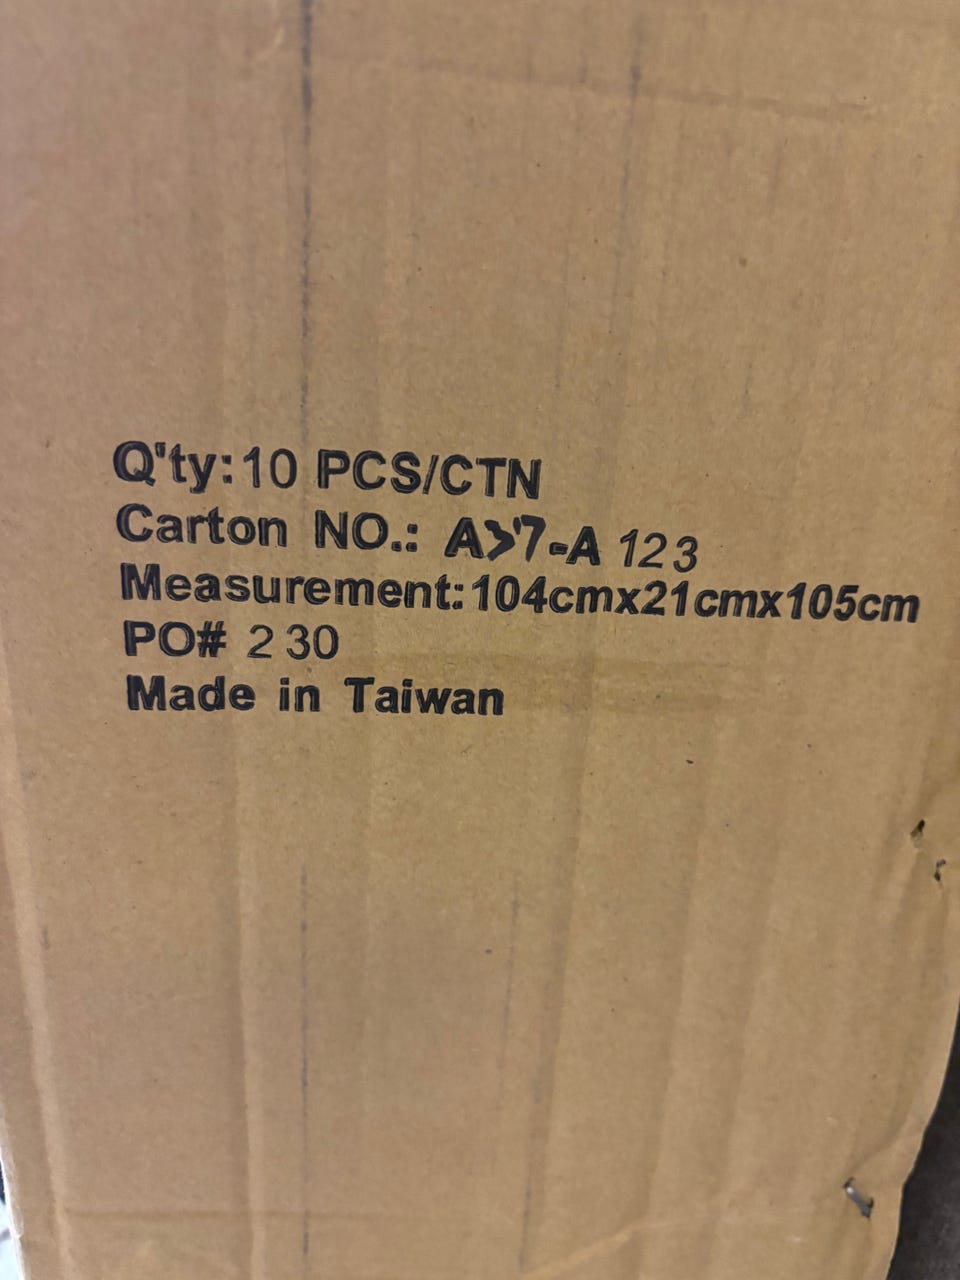 Q'ty:10 PCS/CTN
Carton NO.: A 123
Measurement:104cmx21cmx105cm
PO# 230
Made in Taiwan